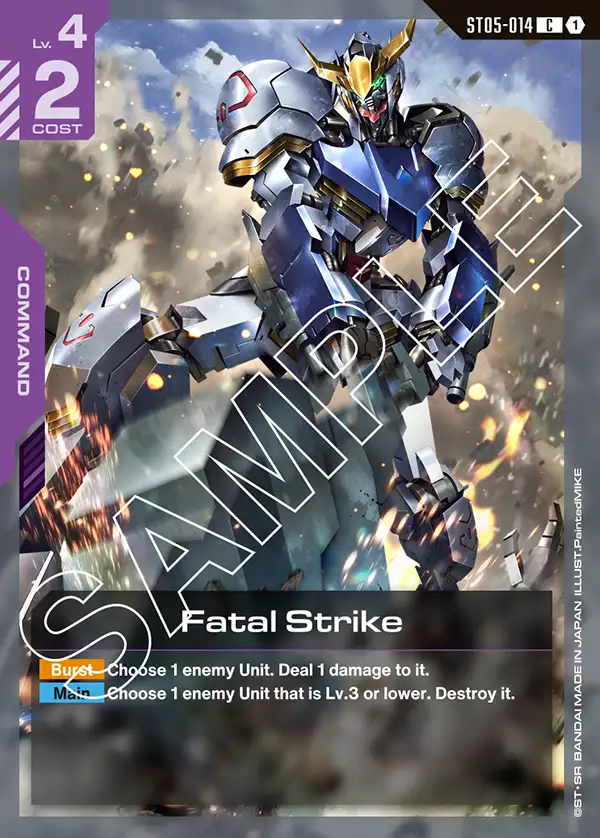 ST05-014 C 1
Lv. 4
2
COST
COMMAND
SAMPLE
Fatal Strike
Burst Choose 1 enemy Unit. Deal 1 damage to it.
Main Choose 1 enemy Unit that is Lv.3 or lower. Destroy it.
©ST・SR BANDAI MADE IN JAPAN ILLUST.PaintedMIKE